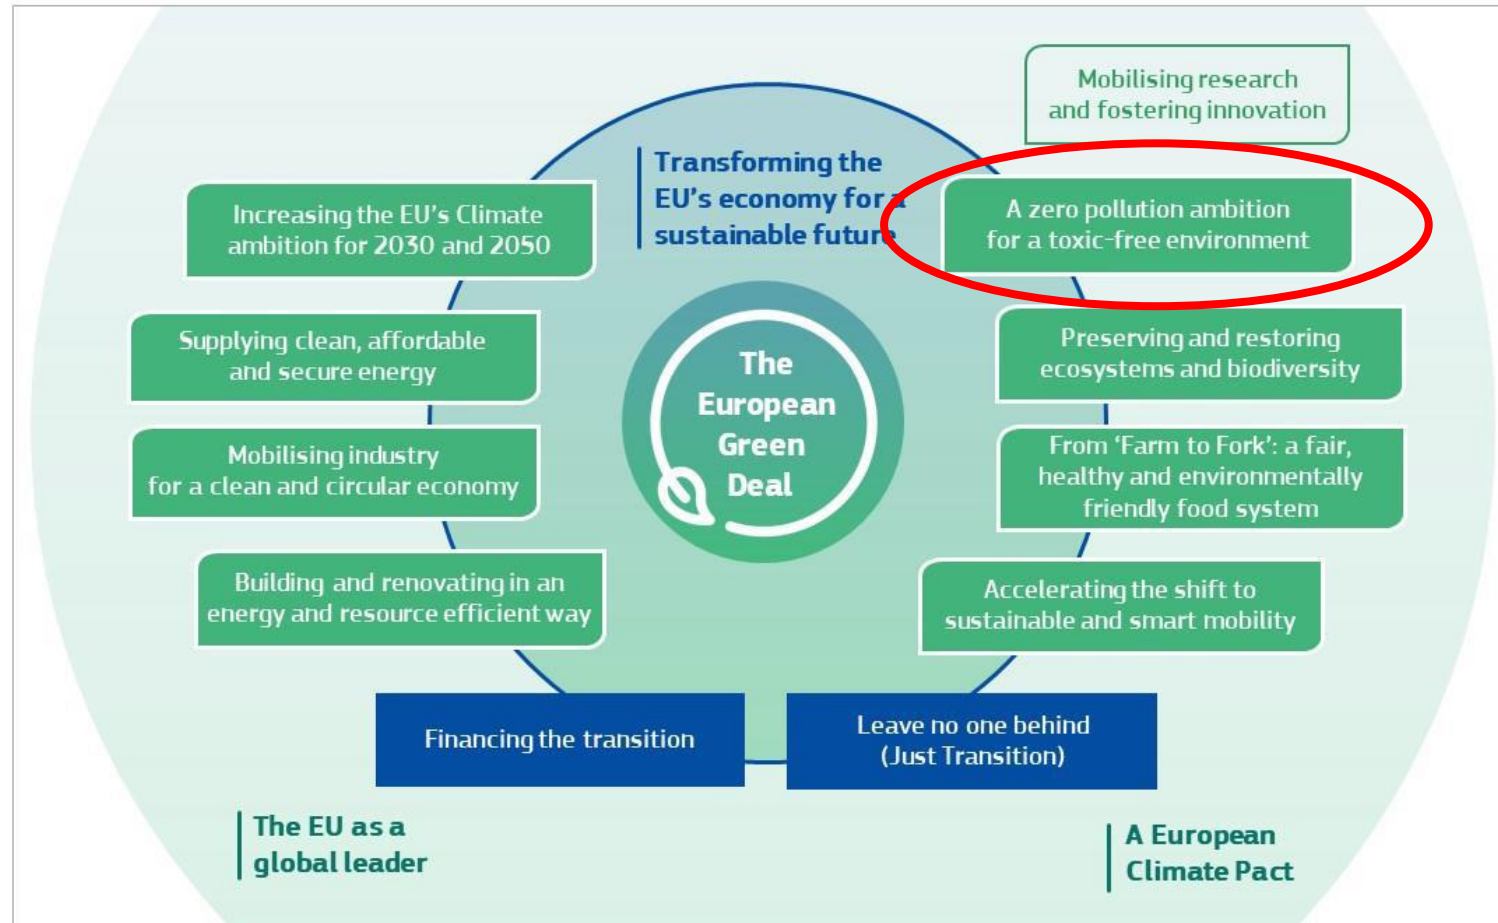 Mobilising research
and fostering innovation
Transforming the
EU's economy for a
sustainable future
Increasing the EU's Climate
ambition for 2030 and 2050
Supplying clean, affordable
and secure energy
Mobilising industry
for a clean and circular economy
Building and renovating in an
energy and resource efficient way
The
European
Green
Deal
A zero pollution ambition
for a toxic-free environment
Preserving and restoring
ecosystems and biodiversity
From ‘Farm to Fork’: a fair,
healthy and environmentally
friendly food system
Accelerating the shift to
sustainable and smart mobility
Financing the transition
Leave no one behind
(Just Transition)
The EU as a
global leader
A European
Climate Pact